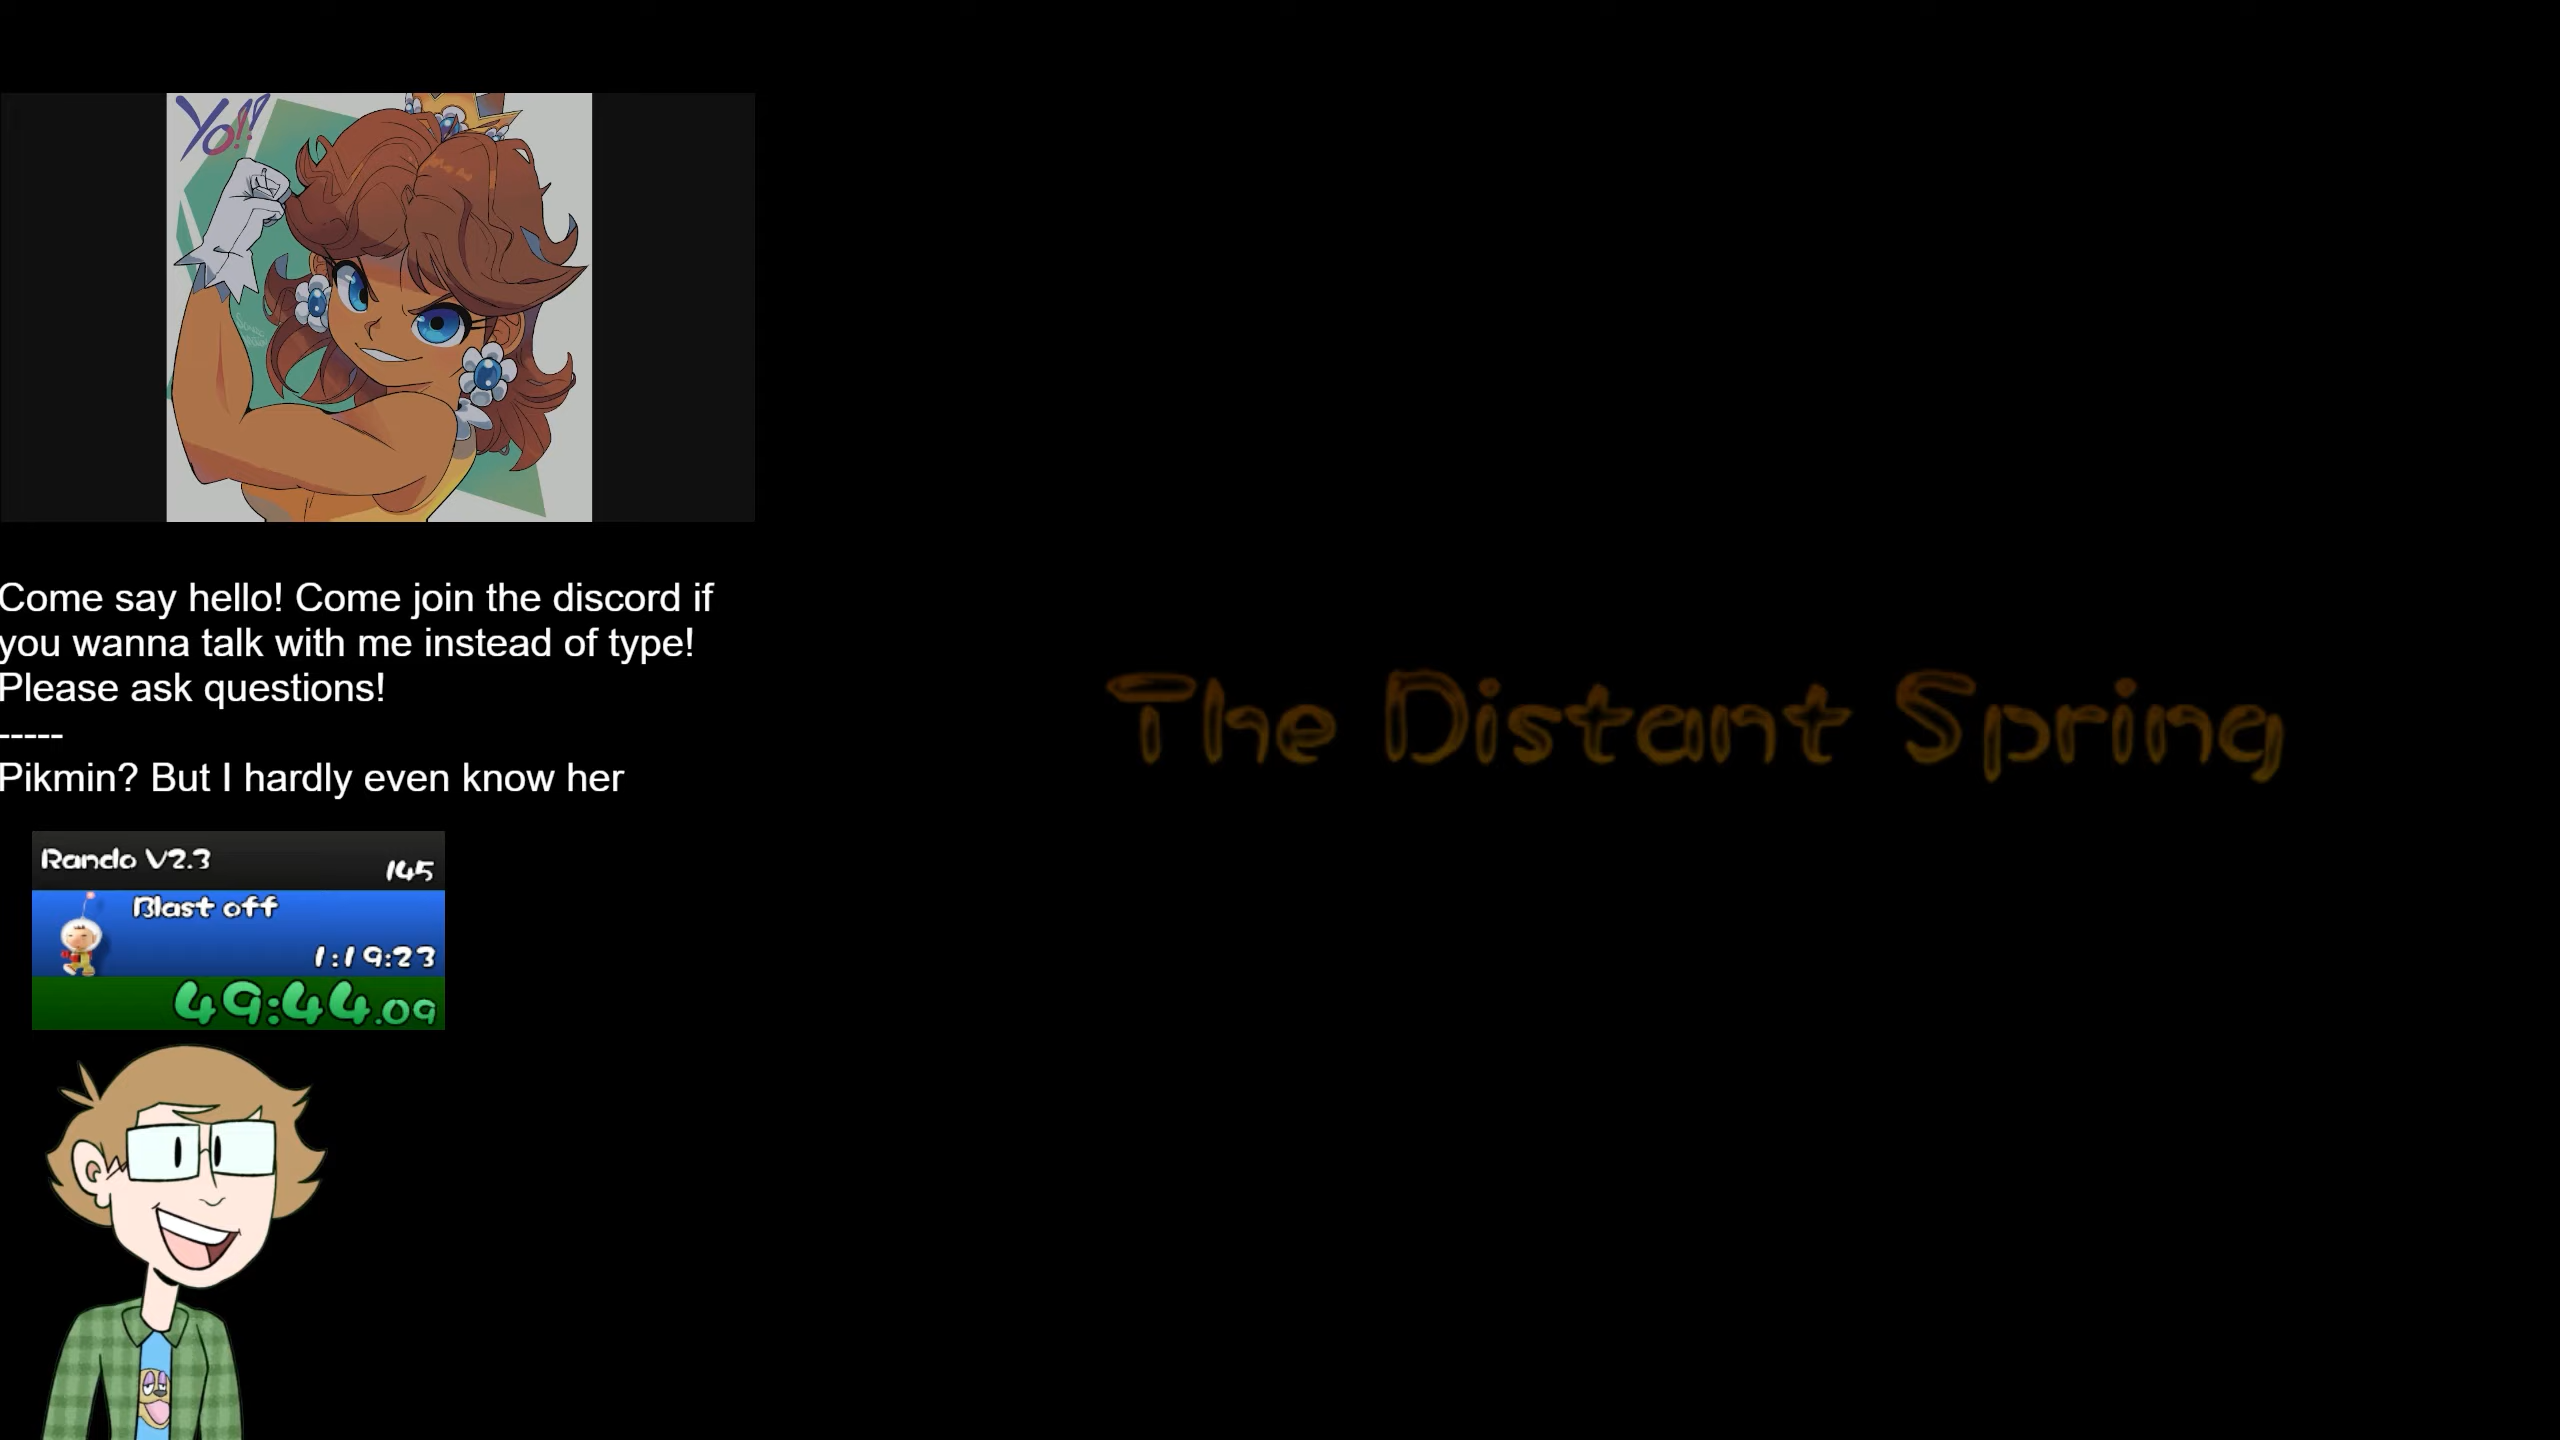 Yo!!
Come say hello! Come join the discord if
you wanna talk with me instead of type!
Please ask questions!
-----
Pikmin? But I hardly even know her
The Distant Spring
Rando V2.3
145
Blast off
1:19:23
49:44.09